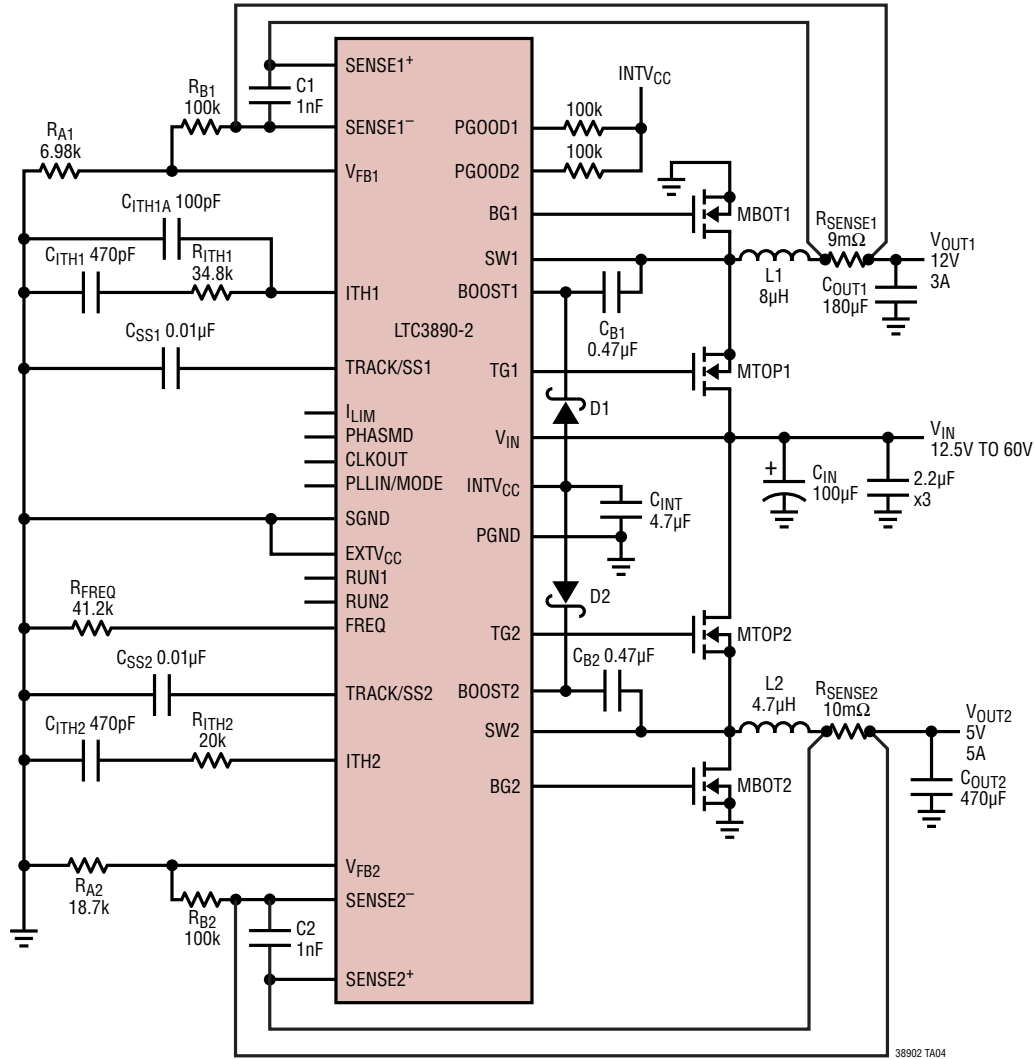 SENSE1+
RB1
100k
C1
1nF
INTVCC
SENSE1–
PGOOD1
100k
RA1
6.98k
VFB1
PGOOD2
100k
CITH1A 100pF
BG1
MBOT1
RSENSE1
9mΩ
VOUT1
12V
3A
CITH1 470pF
RITH1
34.8k
SW1
L1
8µH
COUT1
180µF
ITH1
BOOST1
CB1
0.47µF
LTC3890-2
CSS1 0.01µF
TRACK/SS1
TG1
MTOP1
D1
ILIM
PHASMD
CLKOUT
PLLIN/MODE
VIN
VIN
12.5V TO 60V
+
CIN
100µF
2.2µF
x3
INTVCC
CINT
4.7µF
SGND
PGND
EXTVCC
RUN1
RUN2
D2
RFREQ
41.2k
FREQ
TG2
MTOP2
CSS2 0.01µF
TRACK/SS2
BOOST2
CB2 0.47µF
L2
4.7µH
RSENSE2
10mΩ
VOUT2
5V
5A
CITH2 470pF
RITH2
20k
SW2
ITH2
BG2
MBOT2
COUT2
470µF
VFB2
RA2
18.7k
SENSE2–
RB2
100k
C2
1nF
SENSE2+
38902 TA04